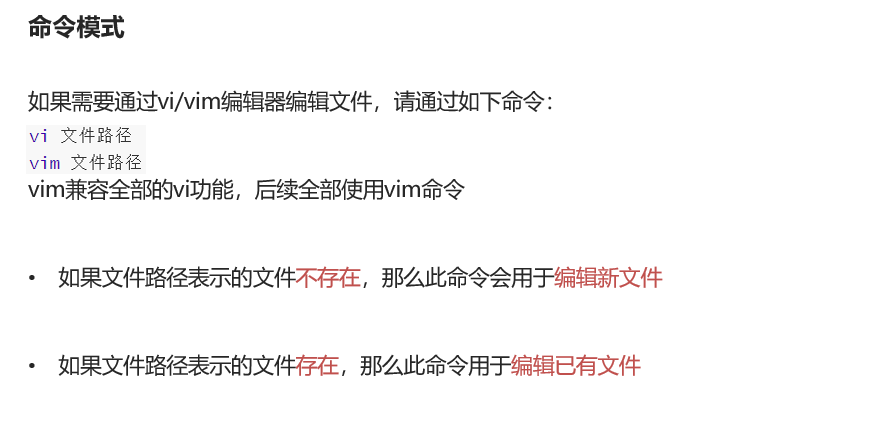 命令模式
如果需要通过vi/vim编辑器编辑文件，请通过如下命令：
vi 文件路径
vim 文件路径
vim兼容全部的vi功能，后续全部使用vim命令
• 如果文件路径表示的文件不存在，那么此命令会用于编辑新文件
• 如果文件路径表示的文件存在，那么此命令用于编辑已有文件